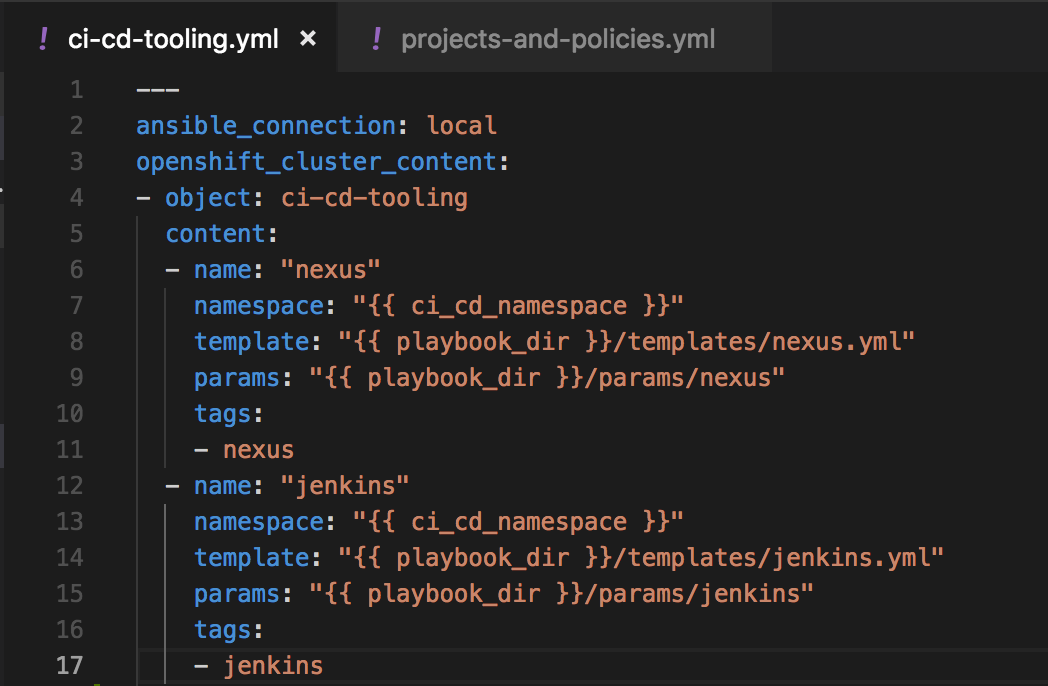 ! ci-cd-tooling.yml × ! projects-and-policies.yml
1 ---
2 ansible_connection: local
3 openshift_cluster_content:
4 - object: ci-cd-tooling
5   content:
6   - name: "nexus"
7     namespace: "{{ ci_cd_namespace }}"
8     template: "{{ playbook_dir }}/templates/nexus.yml"
9     params: "{{ playbook_dir }}/params/nexus"
10     tags:
11     - nexus
12   - name: "jenkins"
13     namespace: "{{ ci_cd_namespace }}"
14     template: "{{ playbook_dir }}/templates/jenkins.yml"
15     params: "{{ playbook_dir }}/params/jenkins"
16     tags:
17     - jenkins